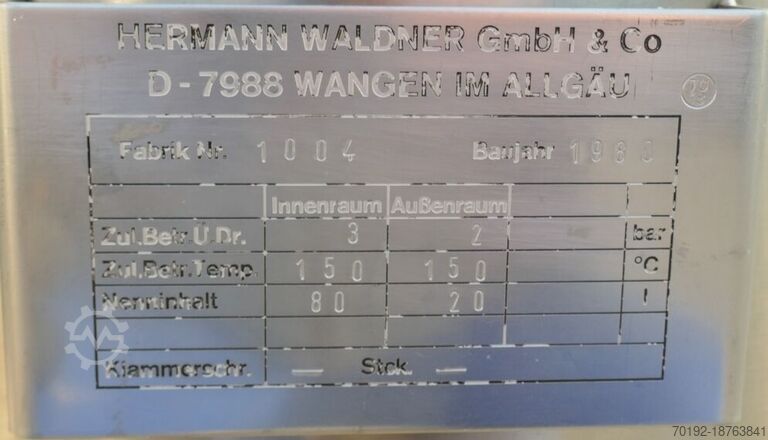 HERMANN WALDNER GmbH & Co
D-7988 WANGEN IM ALLGÄU
Fabrik Nr. 1004 Baujahr 1980
Innenraum Außenraum
Zul.Betr.Ü.Dr. 3 2 bar
Zul.Betr.Temp. 150 150 °C
Nenninhalt 80 20 l
Klammerschr. — Stck. —
70192-18763841